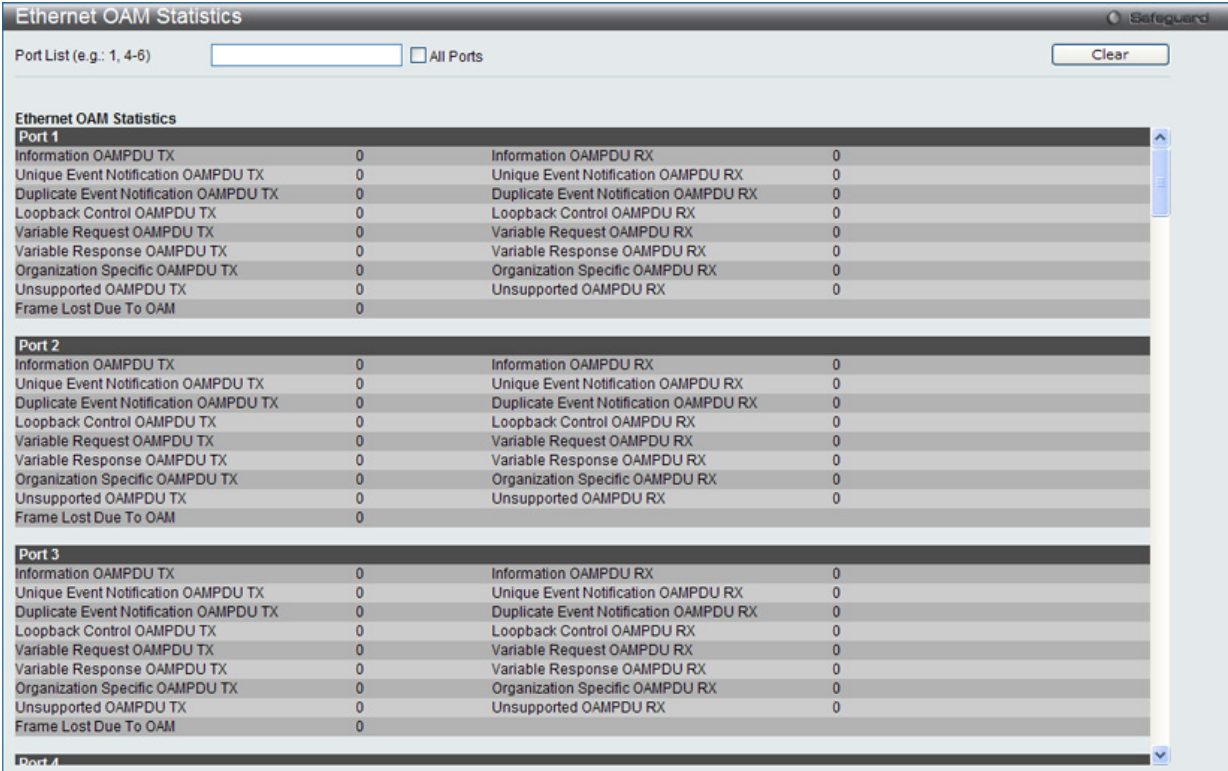 Ethernet OAM Statistics
Safeguard
Port List (e.g.: 1, 4-6) All Ports Clear
Ethernet OAM Statistics
Port 1
Information OAMPDU TX 0 Information OAMPDU RX 0
Unique Event Notification OAMPDU TX 0 Unique Event Notification OAMPDU RX 0
Duplicate Event Notification OAMPDU TX 0 Duplicate Event Notification OAMPDU RX 0
Loopback Control OAMPDU TX 0 Loopback Control OAMPDU RX 0
Variable Request OAMPDU TX 0 Variable Request OAMPDU RX 0
Variable Response OAMPDU TX 0 Variable Response OAMPDU RX 0
Organization Specific OAMPDU TX 0 Organization Specific OAMPDU RX 0
Unsupported OAMPDU TX 0 Unsupported OAMPDU RX 0
Frame Lost Due To OAM 0
Port 2
Information OAMPDU TX 0 Information OAMPDU RX 0
Unique Event Notification OAMPDU TX 0 Unique Event Notification OAMPDU RX 0
Duplicate Event Notification OAMPDU TX 0 Duplicate Event Notification OAMPDU RX 0
Loopback Control OAMPDU TX 0 Loopback Control OAMPDU RX 0
Variable Request OAMPDU TX 0 Variable Request OAMPDU RX 0
Variable Response OAMPDU TX 0 Variable Response OAMPDU RX 0
Organization Specific OAMPDU TX 0 Organization Specific OAMPDU RX 0
Unsupported OAMPDU TX 0 Unsupported OAMPDU RX 0
Frame Lost Due To OAM 0
Port 3
Information OAMPDU TX 0 Information OAMPDU RX 0
Unique Event Notification OAMPDU TX 0 Unique Event Notification OAMPDU RX 0
Duplicate Event Notification OAMPDU TX 0 Duplicate Event Notification OAMPDU RX 0
Loopback Control OAMPDU TX 0 Loopback Control OAMPDU RX 0
Variable Request OAMPDU TX 0 Variable Request OAMPDU RX 0
Variable Response OAMPDU TX 0 Variable Response OAMPDU RX 0
Organization Specific OAMPDU TX 0 Organization Specific OAMPDU RX 0
Unsupported OAMPDU TX 0 Unsupported OAMPDU RX 0
Frame Lost Due To OAM 0
Port 4